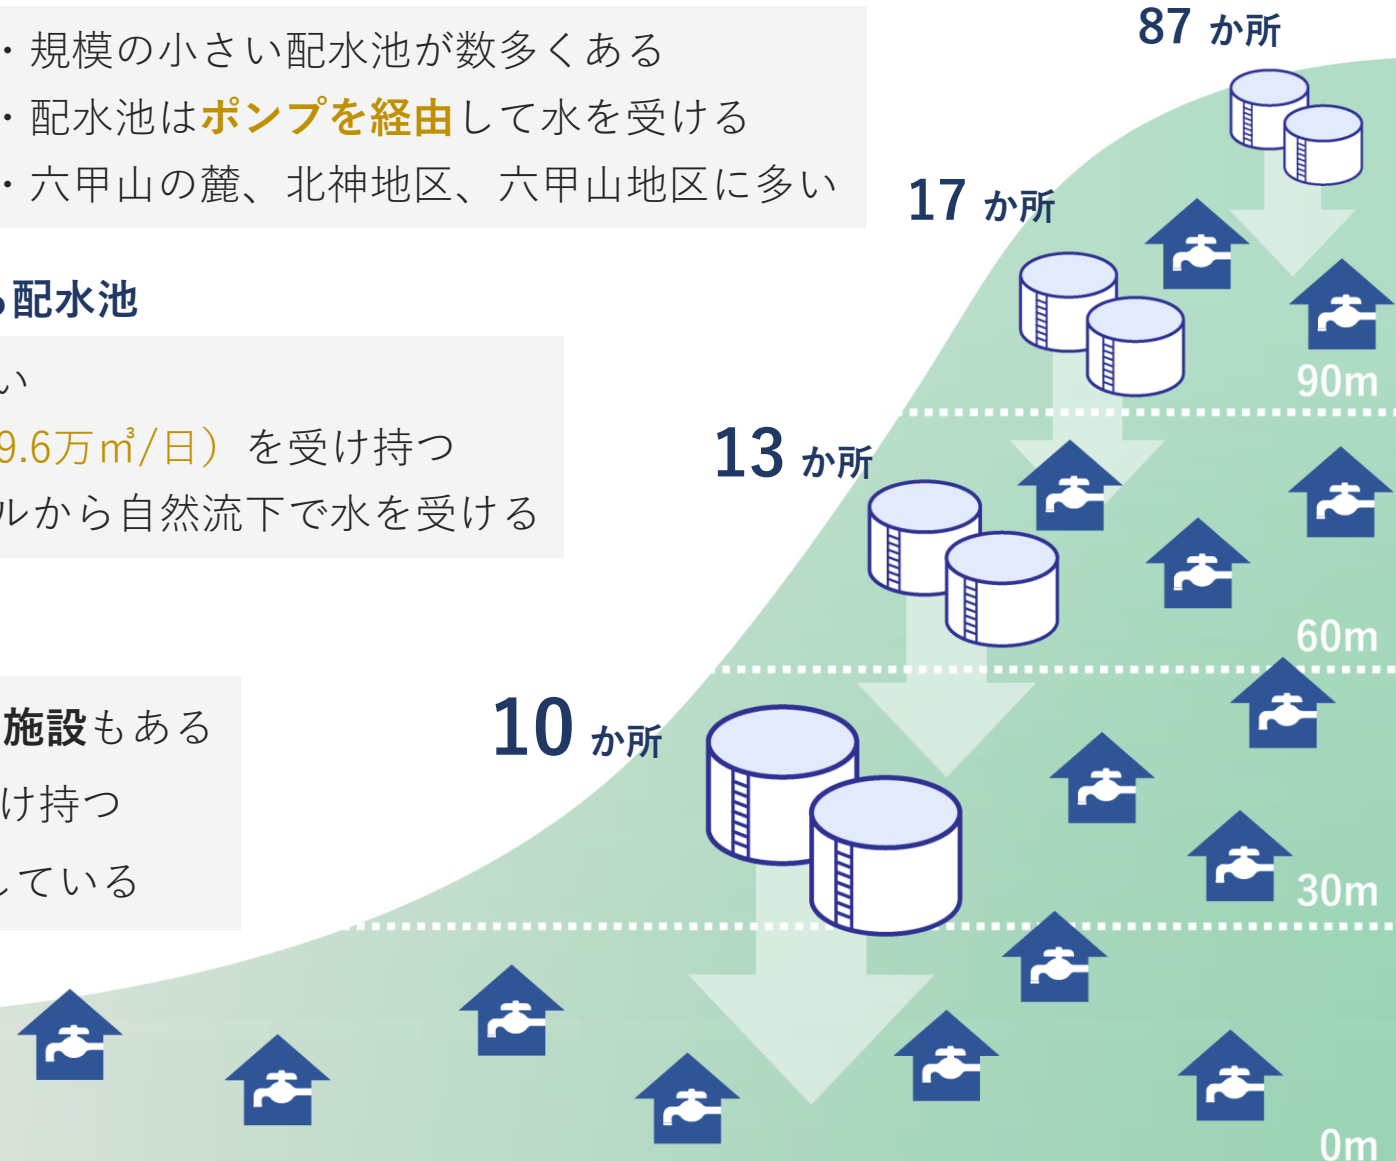 87 か所
・規模の小さい配水池が数多くある
・配水池はポンプを経由して水を受ける
・六甲山の麓、北神地区、六甲山地区に多い
17 か所
る配水池
い
9.6万㎥/日）を受け持つ
ルから自然流下で水を受ける
90m
13 か所
60m
施設もある
け持つ
している
10 か所
30m
0m